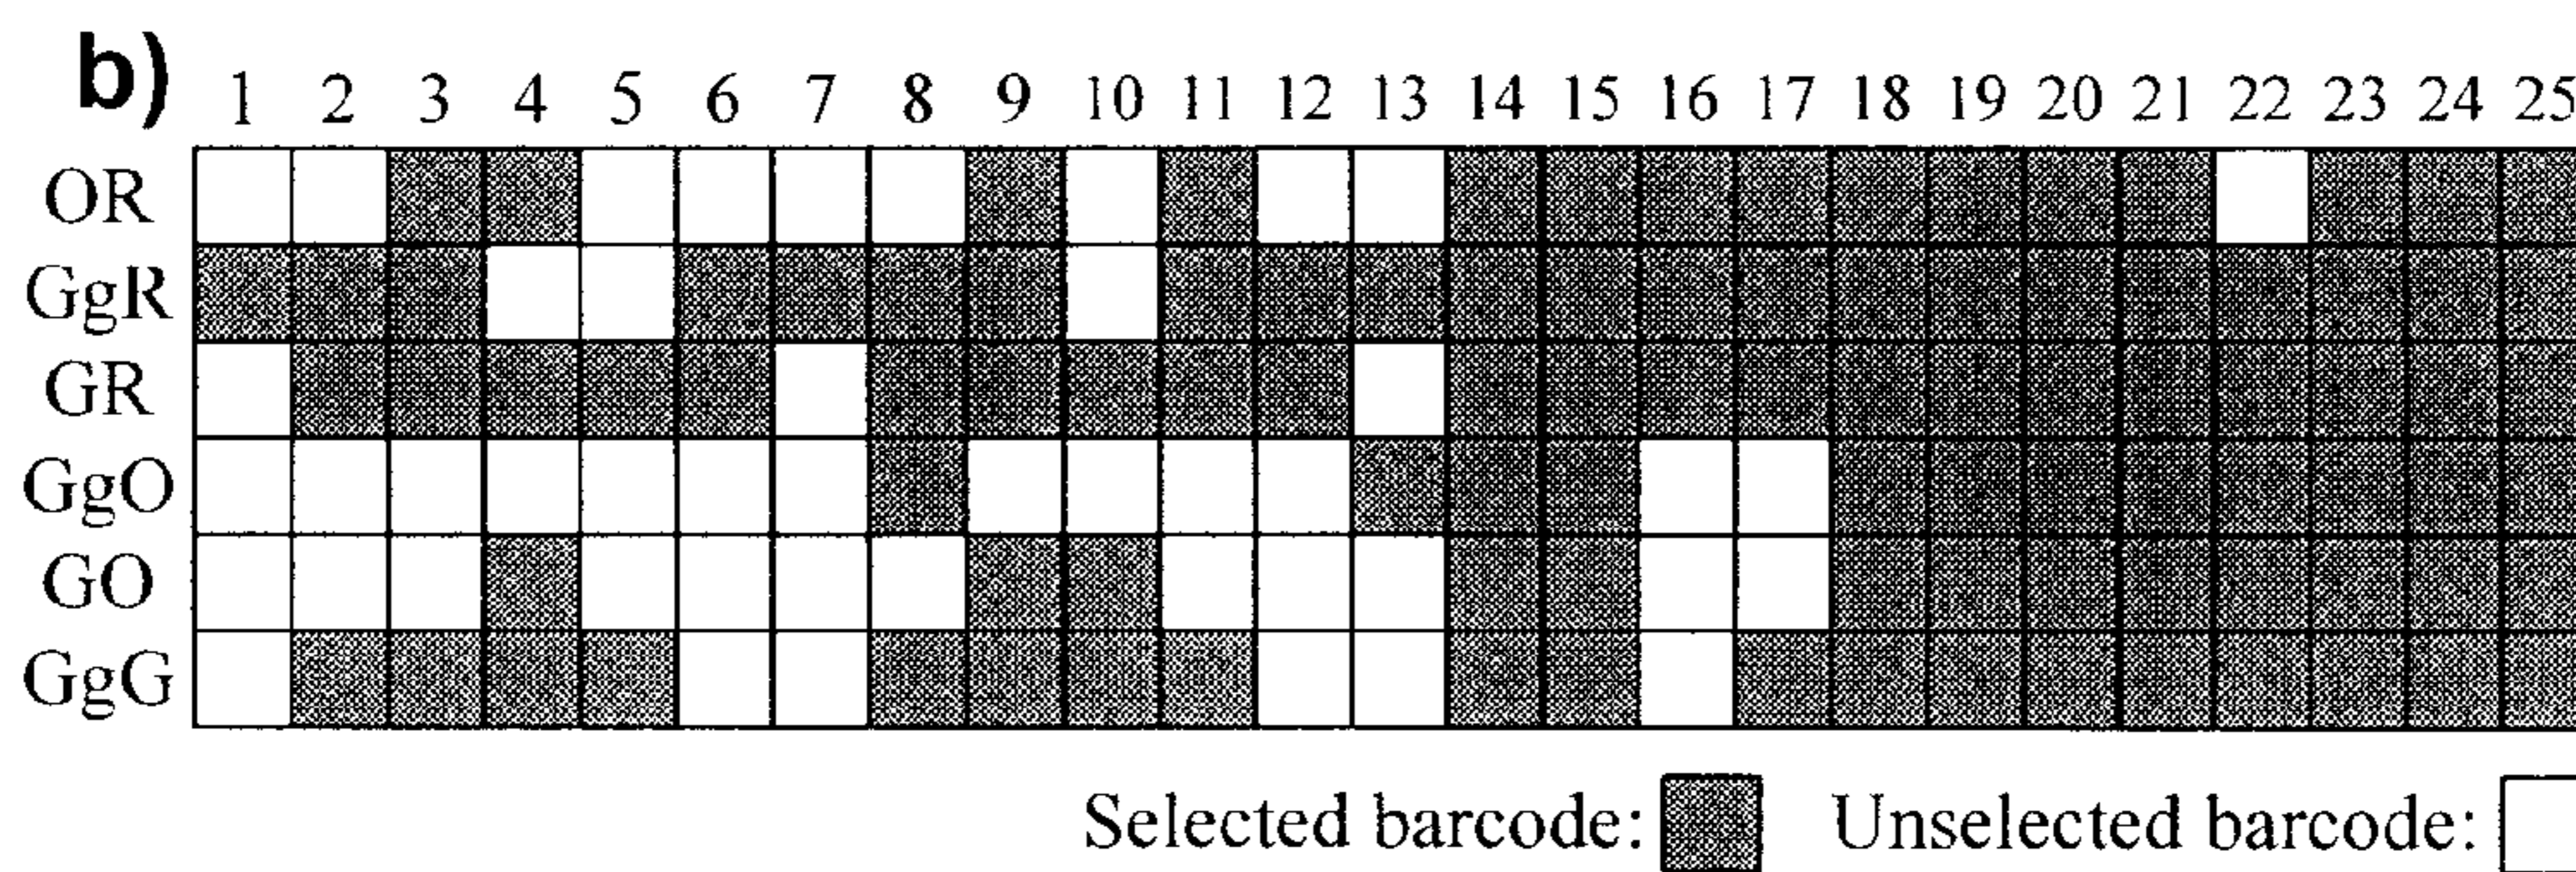 b) 1 2 3 4 5 6 7 8 9 10 11 12 13 14 15 16 17 18 19 20 21 22 23 24 25
OR
GgR
GR
GgO
GO
GgG
Selected barcode: Unselected barcode: